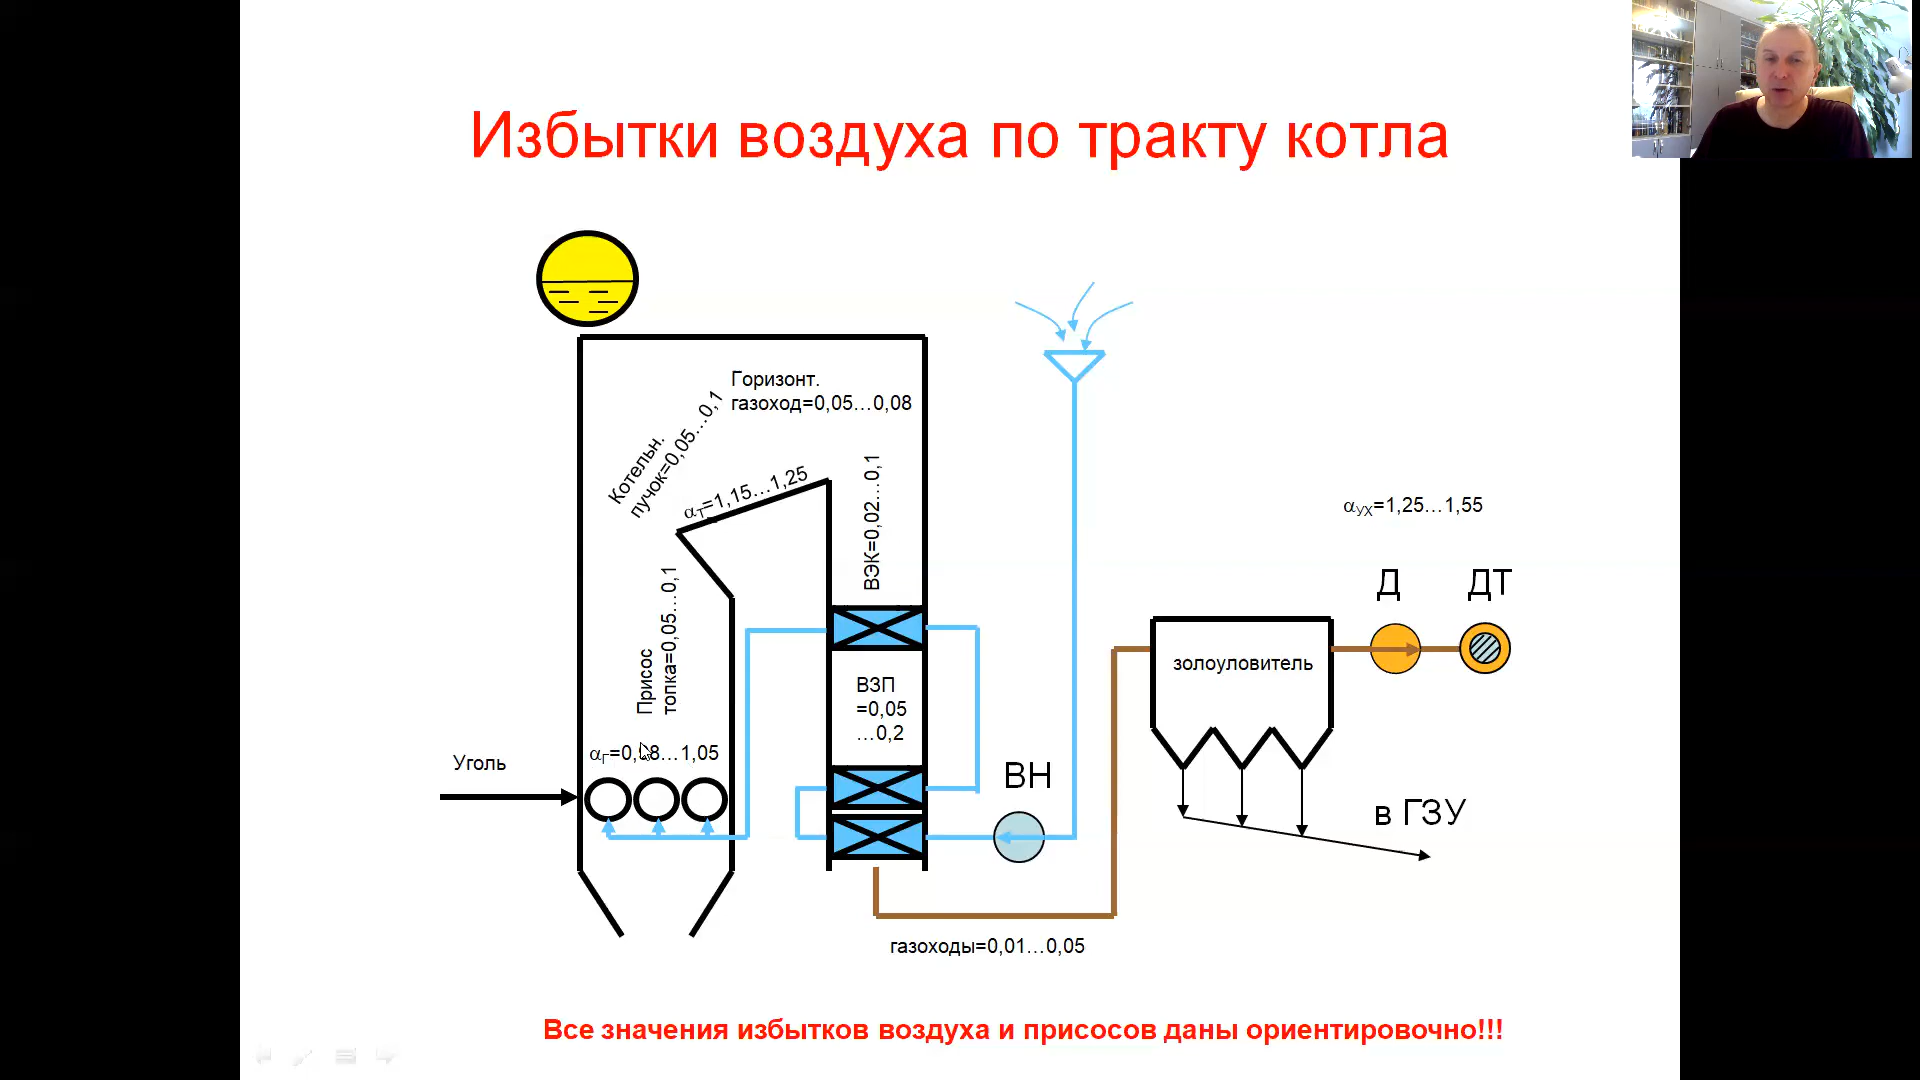 Избытки воздуха по тракту котла
Горизонт.
газоход=0,05…0,08
Котельн.
пучок=0,05…0,1
αТ=1,15…1,25
ВЭК=0,02…0,1
αУХ=1,25…1,55
Присос
топка=0,05…0,1
Д
ДТ
золоуловитель
ВЗП
=0,05
…0,2
αГ=0,98…1,05
Уголь
ВН
в ГЗУ
газоходы=0,01…0,05
Все значения избытков воздуха и присосов даны ориентировочно!!!